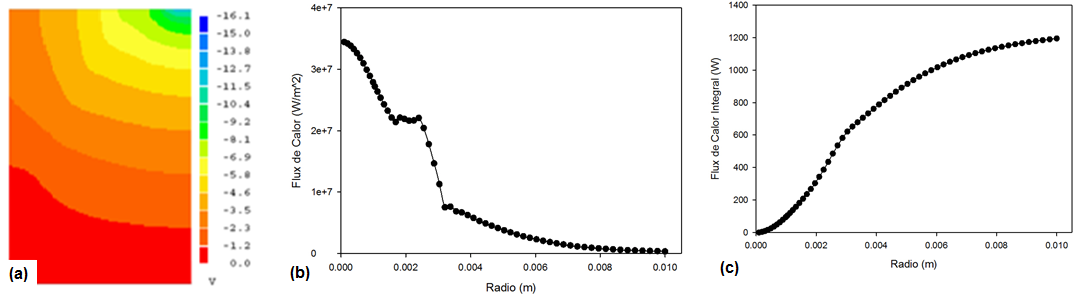 -16.1
-15.0
-13.8
-12.7
-11.5
-10.4
-9.2
-8.1
-6.9
-5.8
-4.6
-3.5
-2.3
-1.2
0.0
V
(a)
4e+7
3e+7
2e+7
1e+7
0
Flux de Calor (W/m^2)
0.000 0.002 0.004 0.006 0.008 0.010
Radio (m)
(b)
1400
1200
1000
800
600
400
200
0
Flux de Calor Integral (W)
0.000 0.002 0.004 0.006 0.008 0.010
Radio (m)
(c)